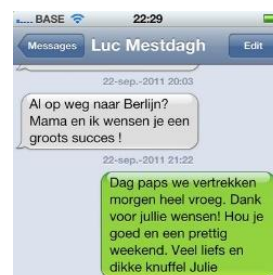 BASE 22:29
Messages Luc Mestdagh Edit
22-sep.-2011 20:03
Al op weg naar Berlijn?
Mama en ik wensen je een
groots succes !
22-sep.-2011 21:22
Dag paps we vertrekken
morgen heel vroeg. Dank
voor jullie wensen! Hou je
goed en een prettig
weekend. Veel liefs en
dikke knuffel Julie